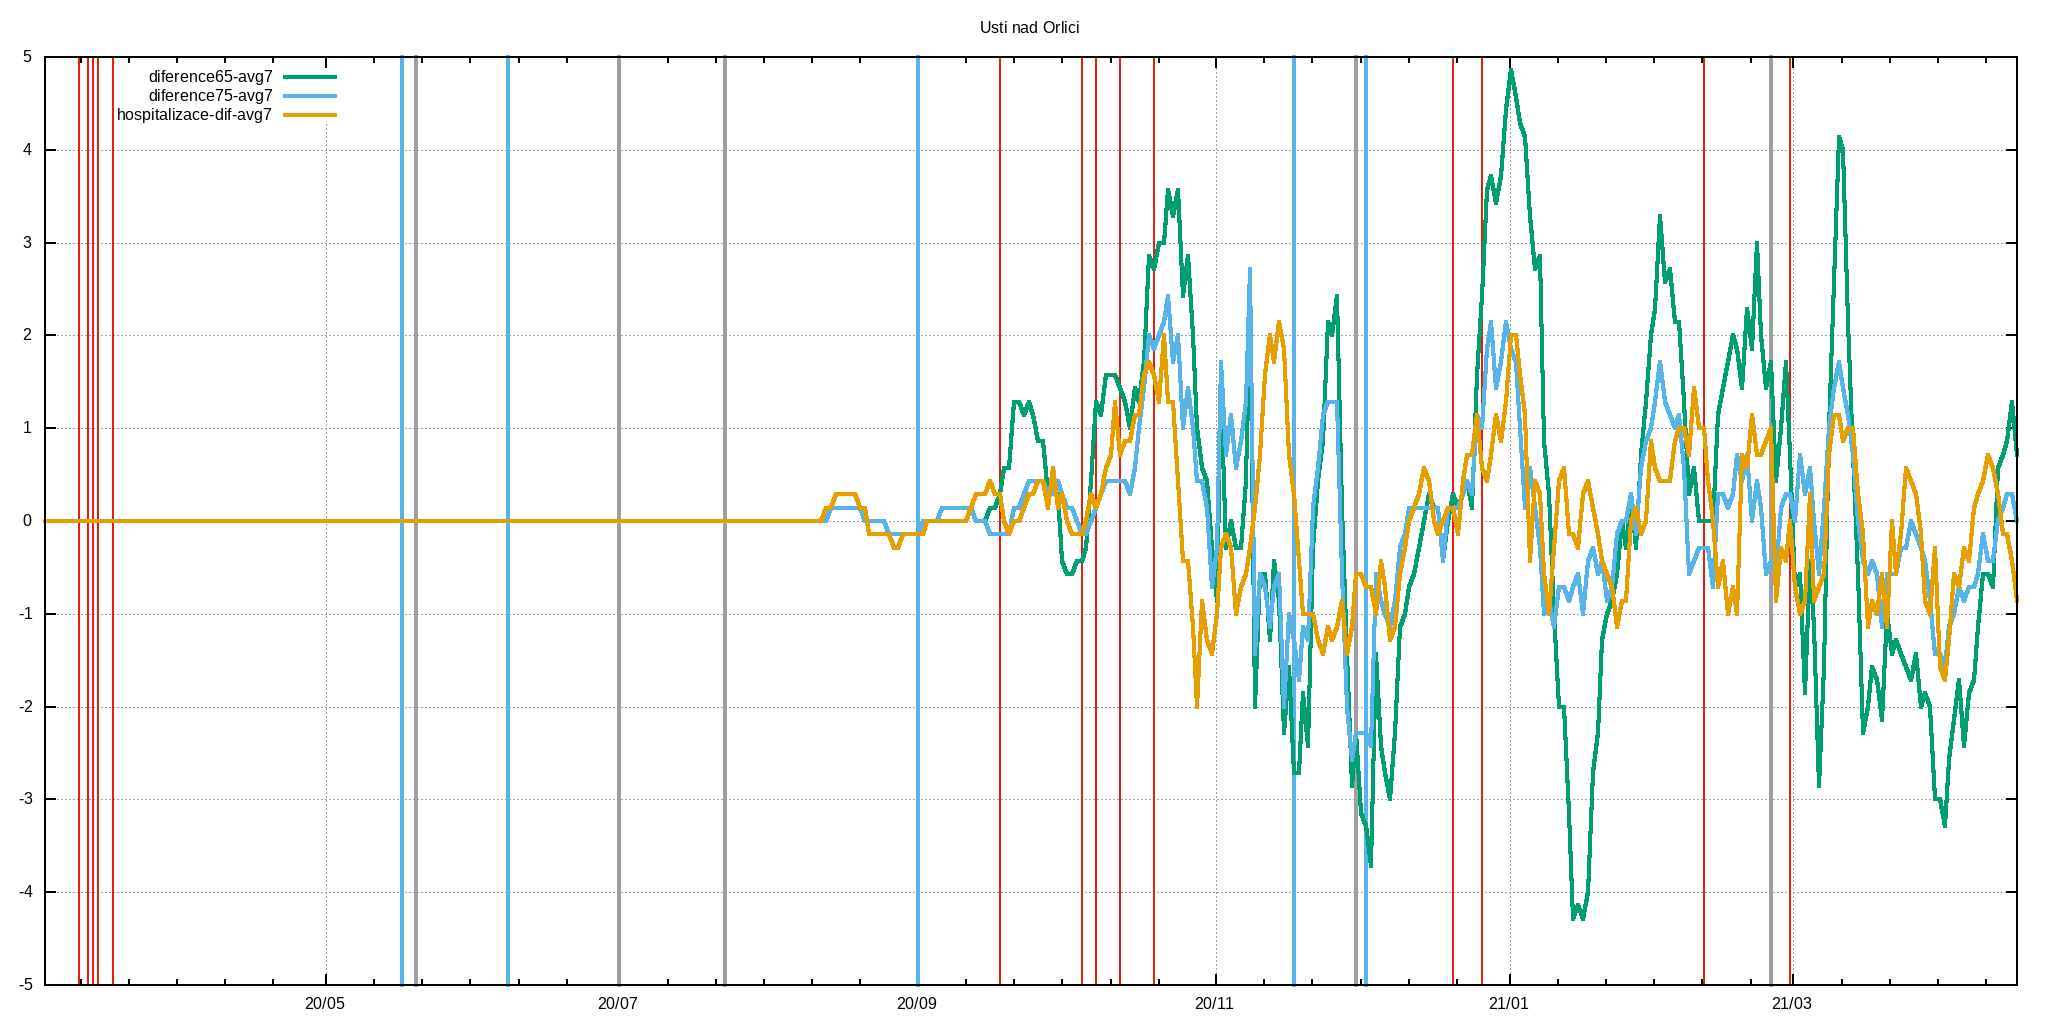 Usti nad Orlici
5
4
3
2
1
0
-1
-2
-3
-4
-5
diference65-avg7
diference75-avg7
hospitalizace-dif-avg7
20/05 20/07 20/09 20/11 21/01 21/03